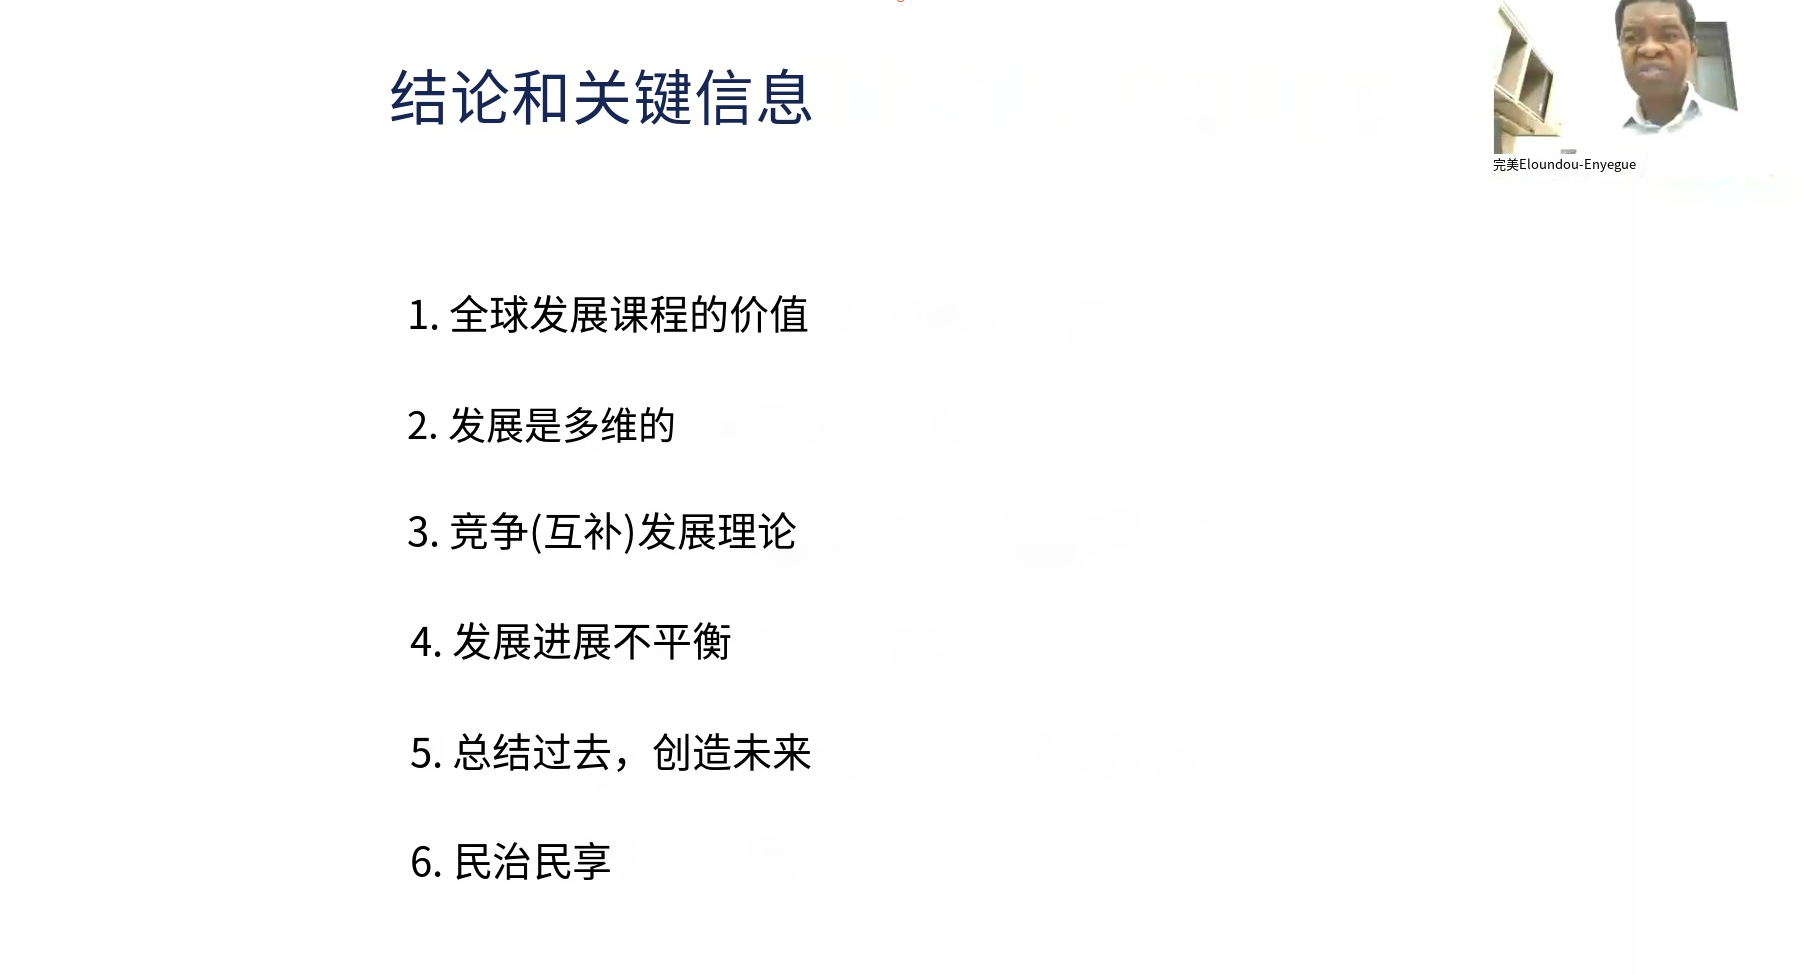 结论和关键信息
完美Eloundou-Enyegue
1. 全球发展课程的价值
2. 发展是多维的
3. 竞争(互补)发展理论
4. 发展进展不平衡
5. 总结过去，创造未来
6. 民治民享